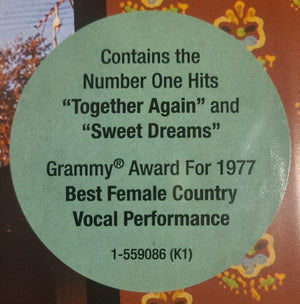 Contains the
Number One Hits
“Together Again” and
“Sweet Dreams”
Grammy® Award For 1977
Best Female Country
Vocal Performance
1-559086 (K1)